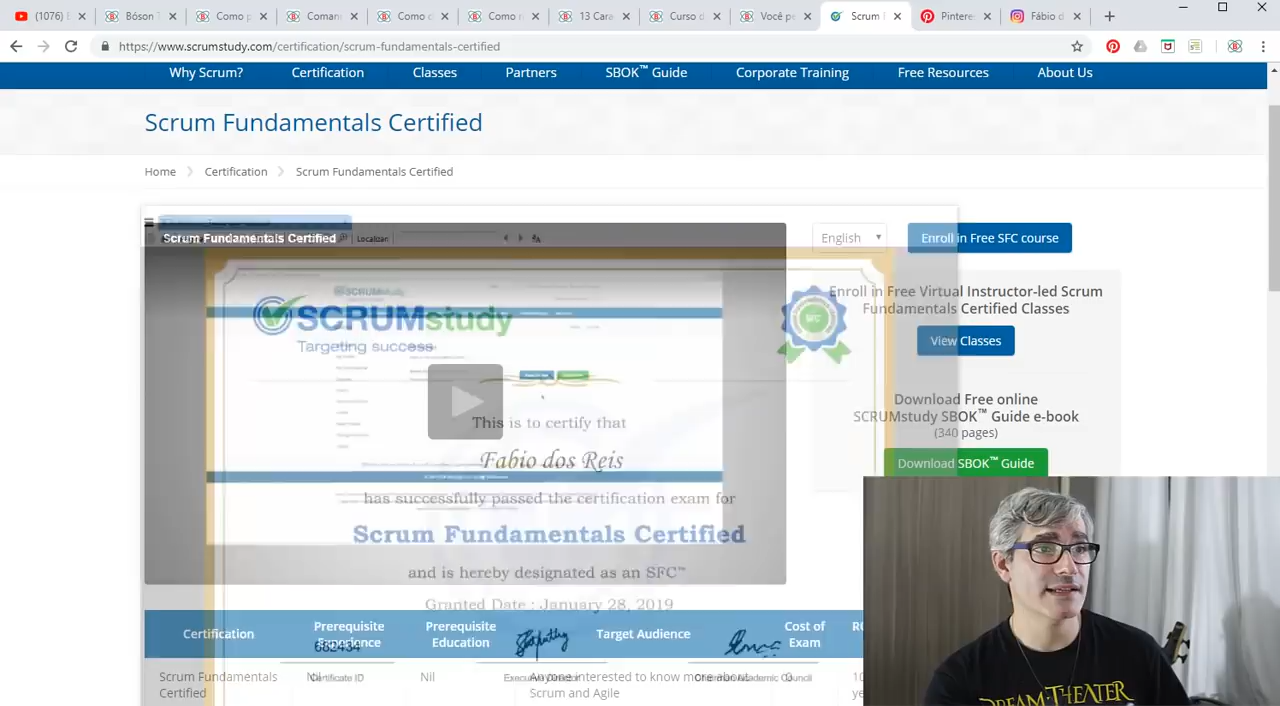 (1076) E
Bóson T
Como p
Coman
Como c
Como r
13 Cara
Curso d
Você pe
Scrum F
Pinteres
Fábio d
https://www.scrumstudy.com/certification/scrum-fundamentals-certified
Why Scrum? Certification Classes Partners SBOK™ Guide Corporate Training Free Resources About Us
Scrum Fundamentals Certified
Home Certification Scrum Fundamentals Certified
Scrum Fundamentals Certified
English
Enroll in Free SFC course
Enroll in Free Virtual Instructor-led Scrum
Fundamentals Certified Classes
View Classes
Download Free online
SCRUMstudy SBOK™ Guide e-book
(340 pages)
Download SBOK™ Guide
SCRUMstudy
Targeting success
SFC
This is to certify that
Fabio dos Reis
has successfully passed the certification exam for
Scrum Fundamentals Certified
and is hereby designated as an SFC™
Granted Date : January 28, 2019
Certification
Prerequisite
Experience
Prerequisite
Education
Target Audience
Cost of
Exam
682434
Certificate ID
Scrum Fundamentals
Certified
Nil
Nil
Anyone interested to know more about
Scrum and Agile
DREAM THEATER